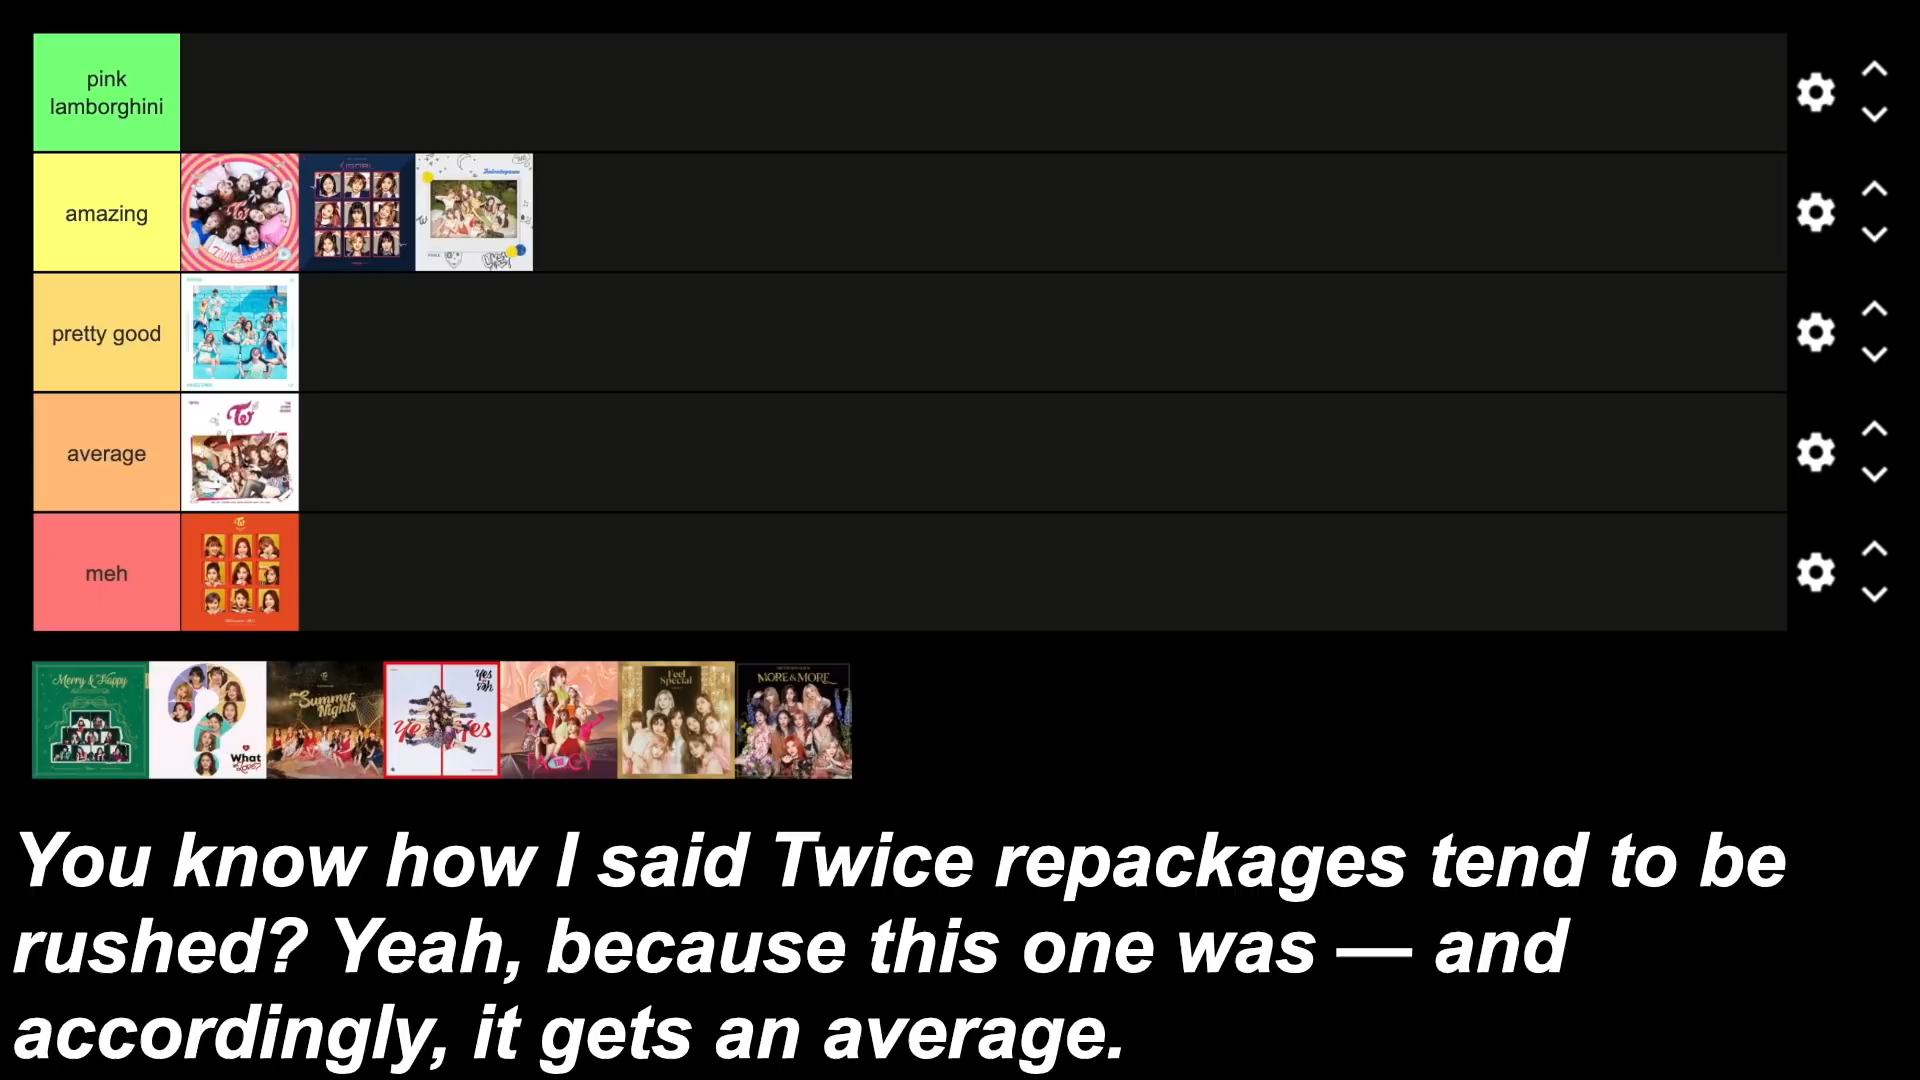 pink
lamborghini
amazing
pretty good
average
meh
Merry & Happy
What
is
Love?
Summer
Nights
Yes
or
Yes
Yes
FANCY
Feel
Special
MORE & MORE
You know how I said Twice repackages tend to be
rushed? Yeah, because this one was — and
accordingly, it gets an average.